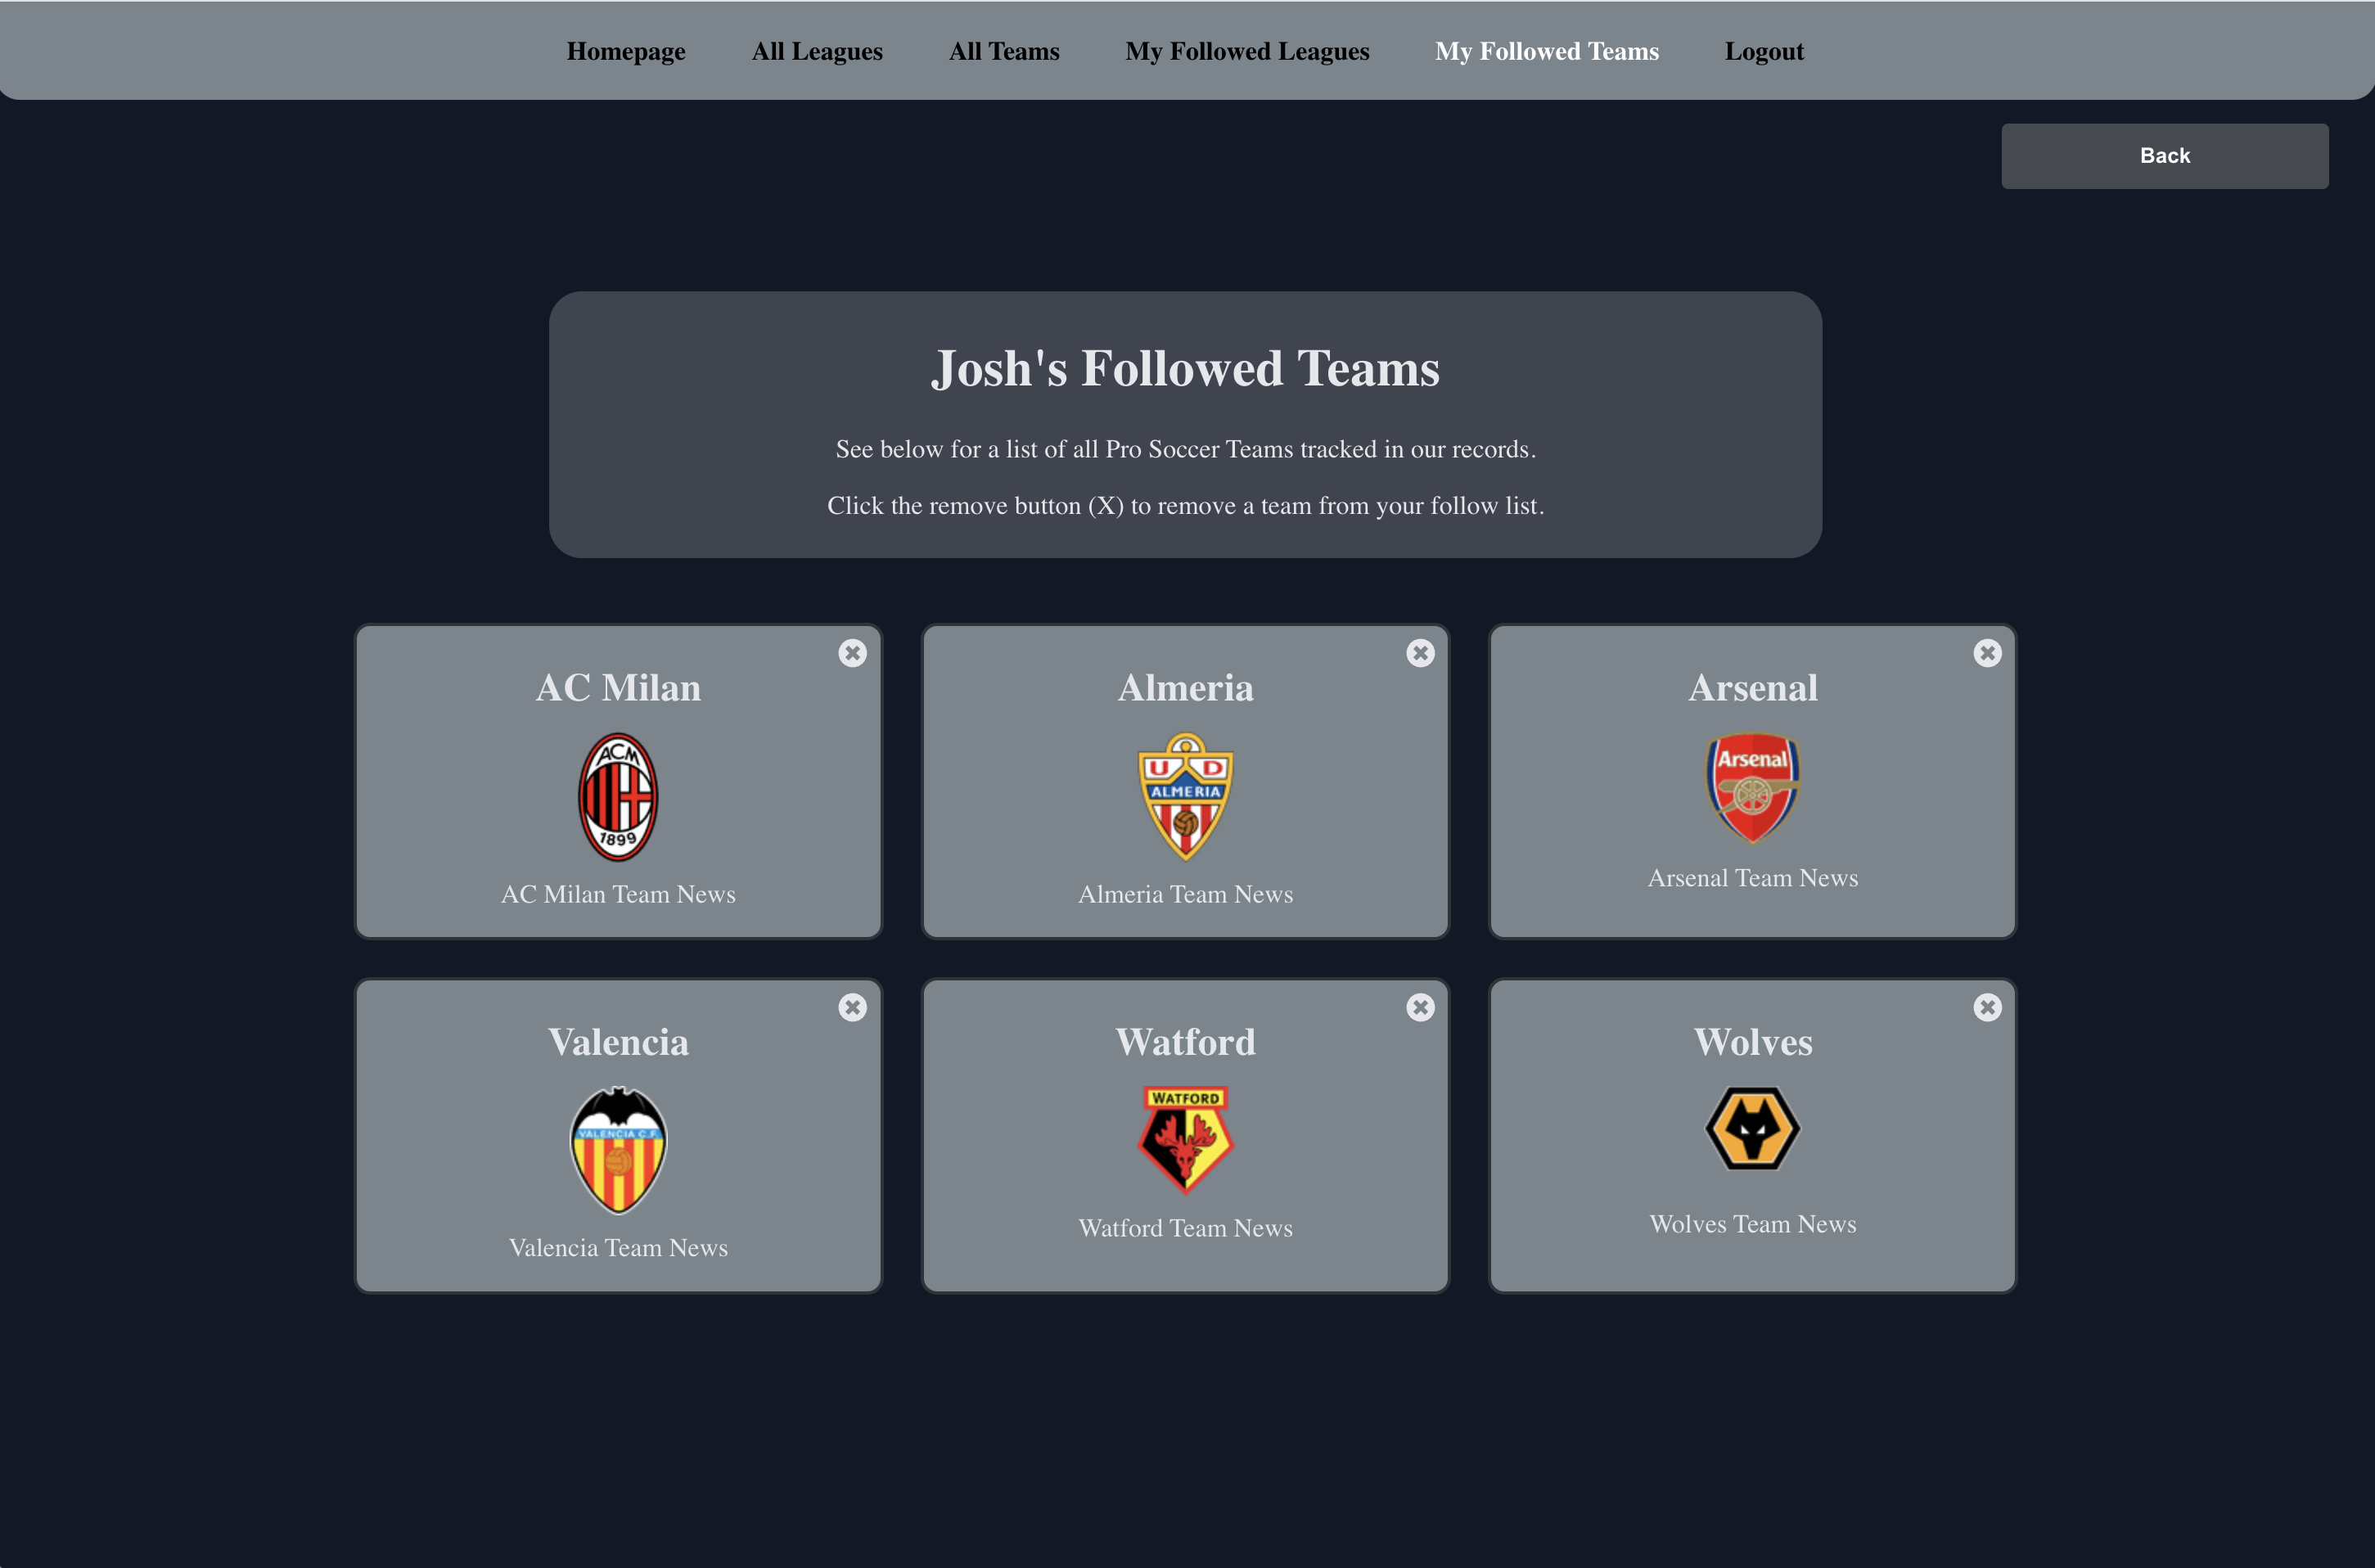 Homepage All Leagues All Teams My Followed Leagues My Followed Teams Logout
Back
Josh's Followed Teams
See below for a list of all Pro Soccer Teams tracked in our records.
Click the remove button (X) to remove a team from your follow list.
AC Milan
ACM
1899
AC Milan Team News
Almeria
U D
ALMERIA
Almeria Team News
Arsenal
Arsenal
Arsenal Team News
Valencia
VALENCIA C.F.
Valencia Team News
Watford
WATFORD
Watford Team News
Wolves
Wolves Team News